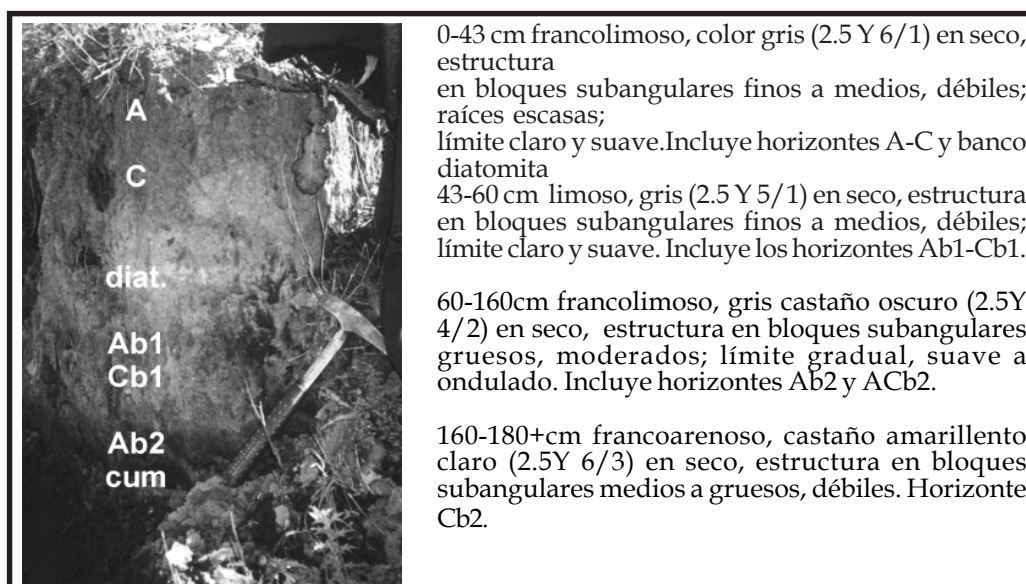 A
C
diat.
Ab1
Cb1
Ab2
cum
0-43 cm francolimoso, color gris (2.5 Y 6/1) en seco,
estructura
en bloques subangulares finos a medios, débiles;
raíces escasas;
límite claro y suave.Incluye horizontes A-C y banco
diatomita
43-60 cm limoso, gris (2.5 Y 5/1) en seco, estructura
en bloques subangulares finos a medios, débiles;
límite claro y suave. Incluye los horizontes Ab1-Cb1.
60-160cm francolimoso, gris castaño oscuro (2.5Y
4/2) en seco, estructura en bloques subangulares
gruesos, moderados; límite gradual, suave a
ondulado. Incluye horizontes Ab2 y ACb2.
160-180+cm francoarenoso, castaño amarillento
claro (2.5Y 6/3) en seco, estructura en bloques
subangulares medios a gruesos, débiles. Horizonte
Cb2.